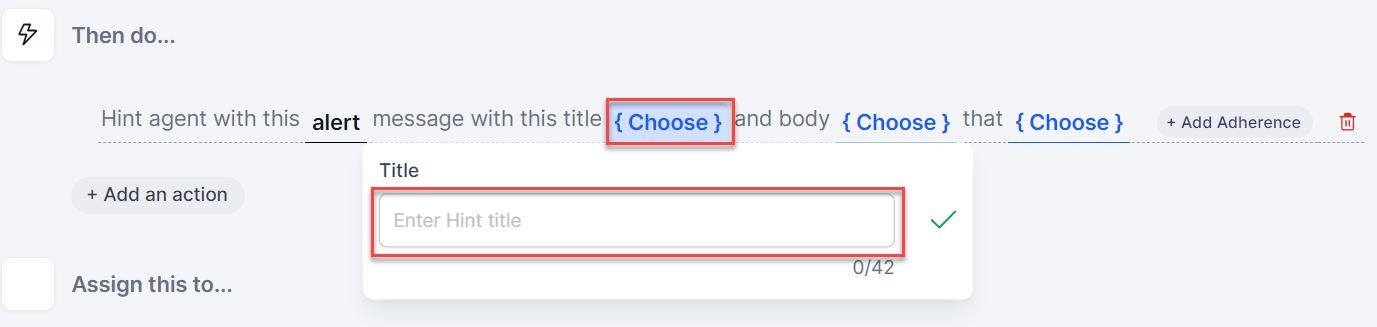 Then do...
Hint agent with this alert message with this title { Choose } and body { Choose } that { Choose } + Add Adherence
Title
Enter Hint title
+ Add an action
0/42
Assign this to...